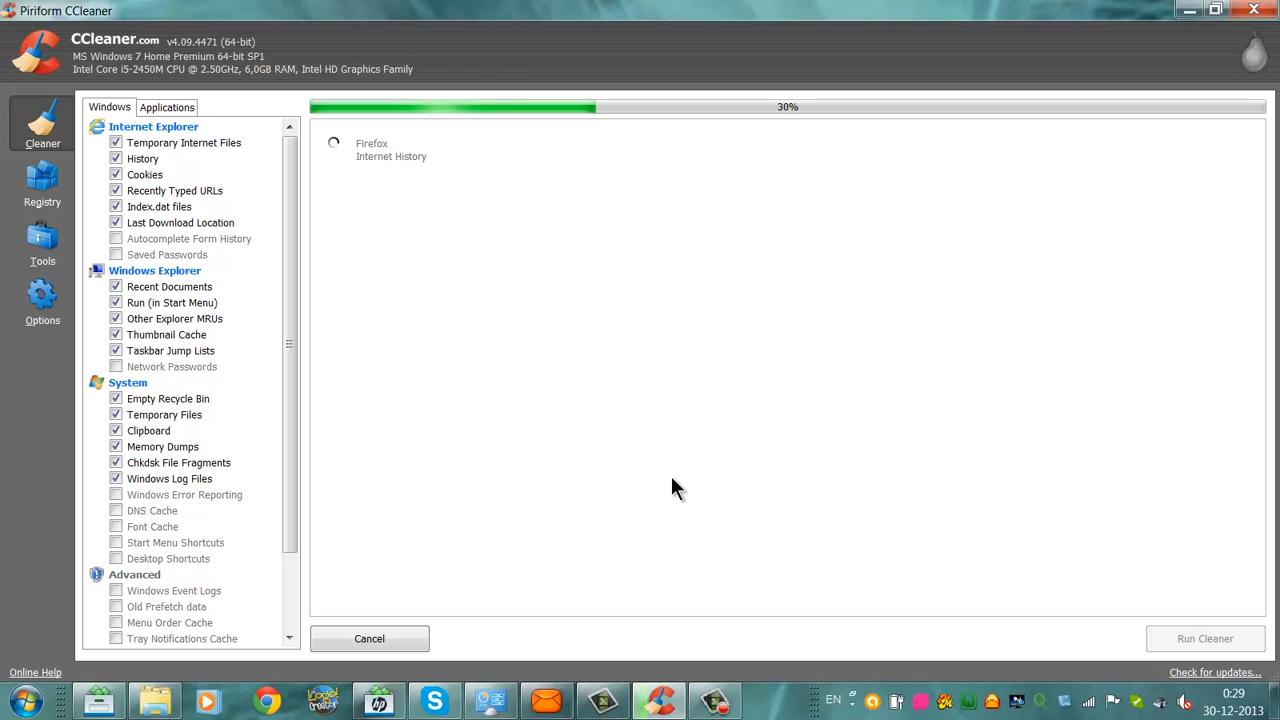 Piriform CCleaner
CCleaner.com v4.09.4471 (64-bit)
MS Windows 7 Home Premium 64-bit SP1
Intel Core i5-2450M CPU @ 2.50GHz, 6,0GB RAM, Intel HD Graphics Family
Cleaner
Registry
Tools
Options
Windows
Applications
Internet Explorer
Temporary Internet Files
History
Cookies
Recently Typed URLs
Index.dat files
Last Download Location
Autocomplete Form History
Saved Passwords
Windows Explorer
Recent Documents
Run (in Start Menu)
Other Explorer MRUs
Thumbnail Cache
Taskbar Jump Lists
Network Passwords
System
Empty Recycle Bin
Temporary Files
Clipboard
Memory Dumps
Chkdsk File Fragments
Windows Log Files
Windows Error Reporting
DNS Cache
Font Cache
Start Menu Shortcuts
Desktop Shortcuts
Advanced
Windows Event Logs
Old Prefetch data
Menu Order Cache
Tray Notifications Cache
30%
Firefox
Internet History
Cancel
Run Cleaner
Online Help
Check for updates...
hp
EN
0:29
30-12-2013